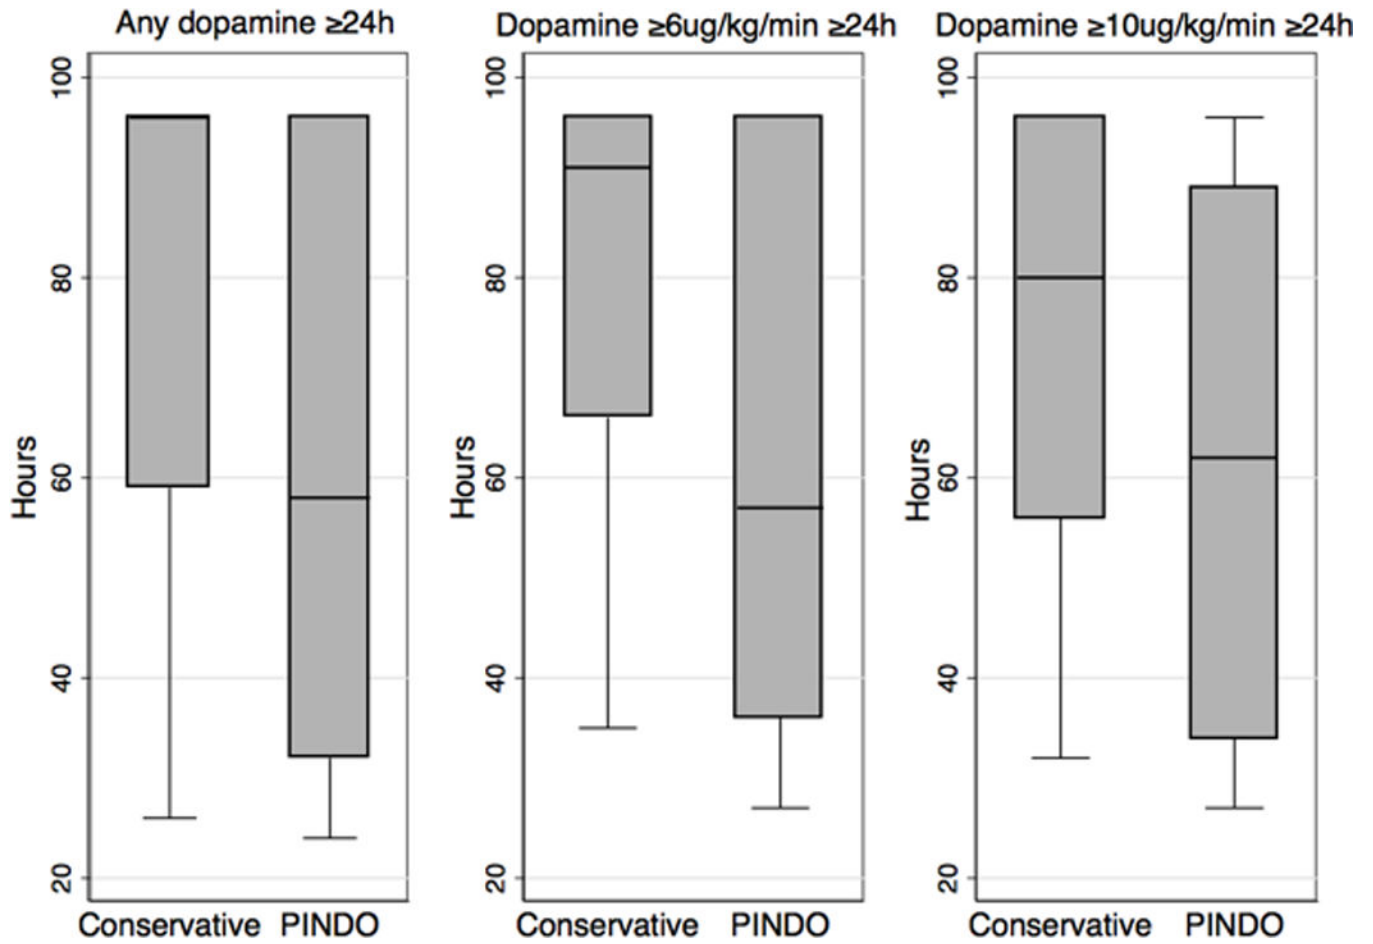 Any dopamine ≥24h
Hours
100
80
60
40
20
Conservative PINDO
Dopamine ≥6ug/kg/min ≥24h
Hours
100
80
60
40
20
Conservative PINDO
Dopamine ≥10ug/kg/min ≥24h
Hours
100
80
60
40
20
Conservative PINDO